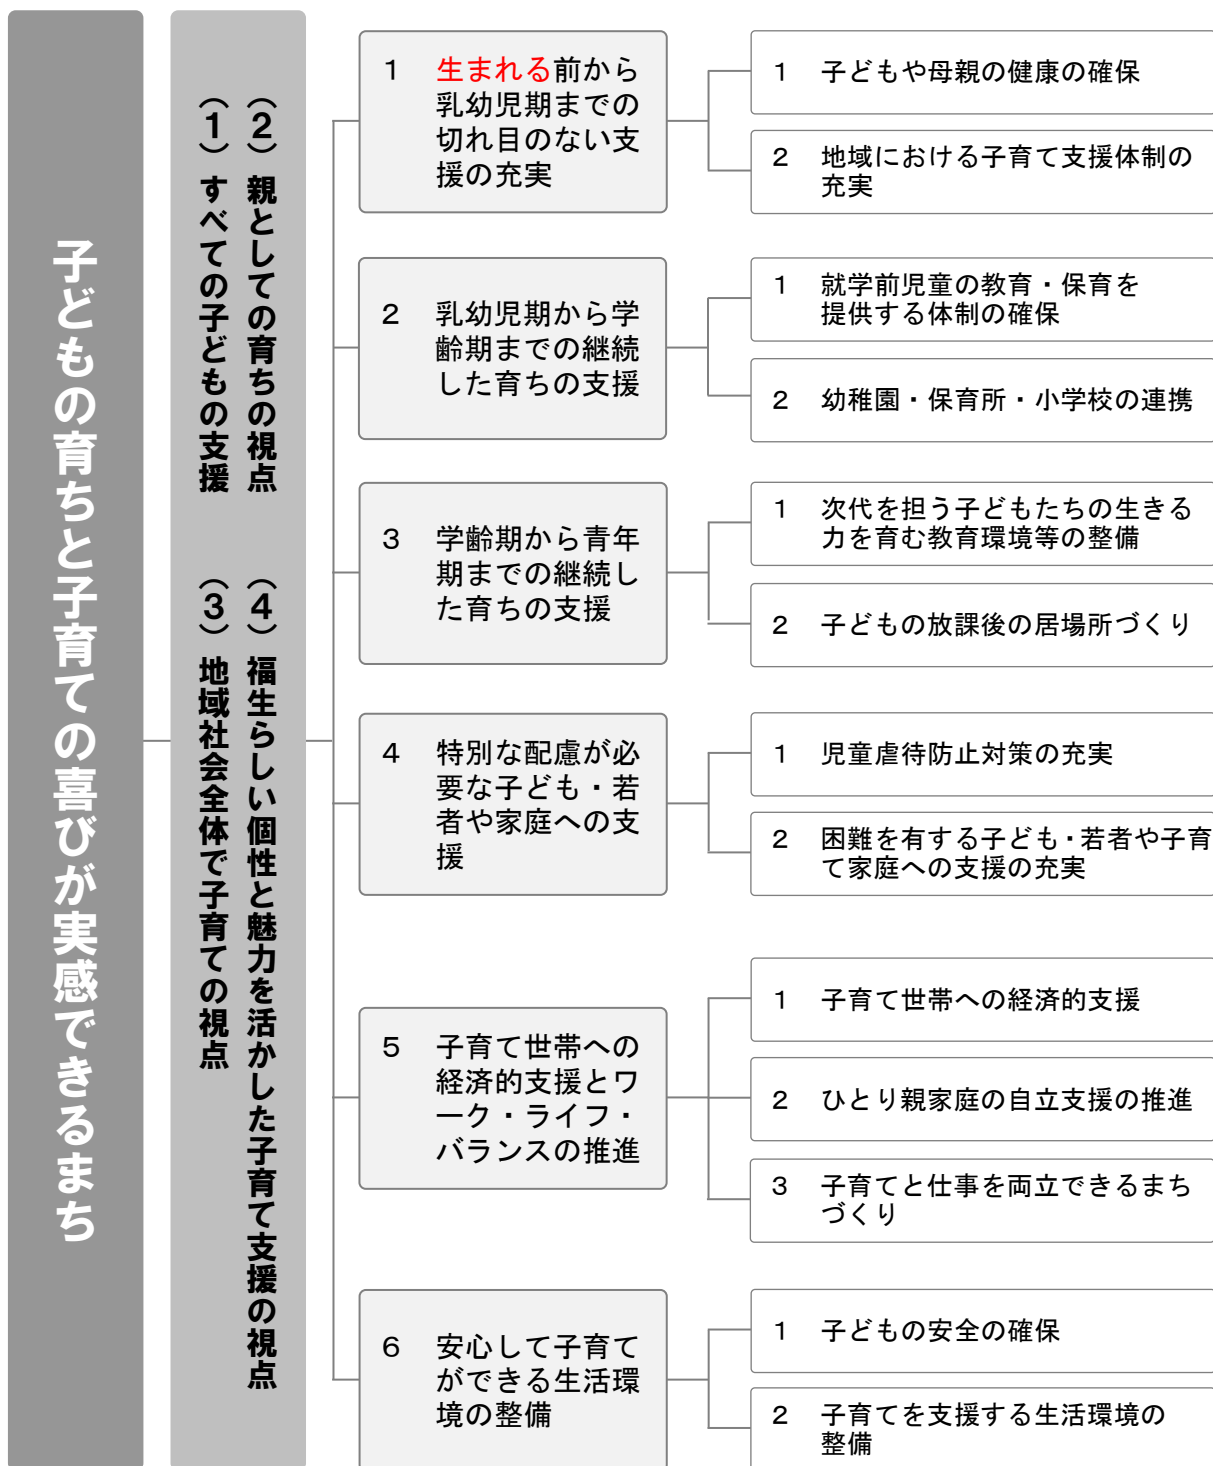 子どもの育ちと子育ての喜びが実感できるまち
（２）親としての育ちの視点
（１）すべての子どもの支援
（４）福生らしい個性と魅力を活かした子育て支援の視点
（３）地域社会全体で子育ての視点
１ 生まれる前から
乳幼児期までの
切れ目のない支
援の充実
１ 子どもや母親の健康の確保
２ 地域における子育て支援体制の
充実
２ 乳幼児期から学
齢期までの継続
した育ちの支援
１ 就学前児童の教育・保育を
提供する体制の確保
２ 幼稚園・保育所・小学校の連携
３ 学齢期から青年
期までの継続し
た育ちの支援
１ 次代を担う子どもたちの生きる
力を育む教育環境等の整備
２ 子どもの放課後の居場所づくり
４ 特別な配慮が必
要な子ども・若
者や家庭への支
援
１ 児童虐待防止対策の充実
２ 困難を有する子ども・若者や子育
て家庭への支援の充実
５ 子育て世帯への
経済的支援とワ
ーク・ライフ・
バランスの推進
１ 子育て世帯への経済的支援
２ ひとり親家庭の自立支援の推進
３ 子育てと仕事を両立できるまち
づくり
６ 安心して子育て
ができる生活環
境の整備
１ 子どもの安全の確保
２ 子育てを支援する生活環境の
整備